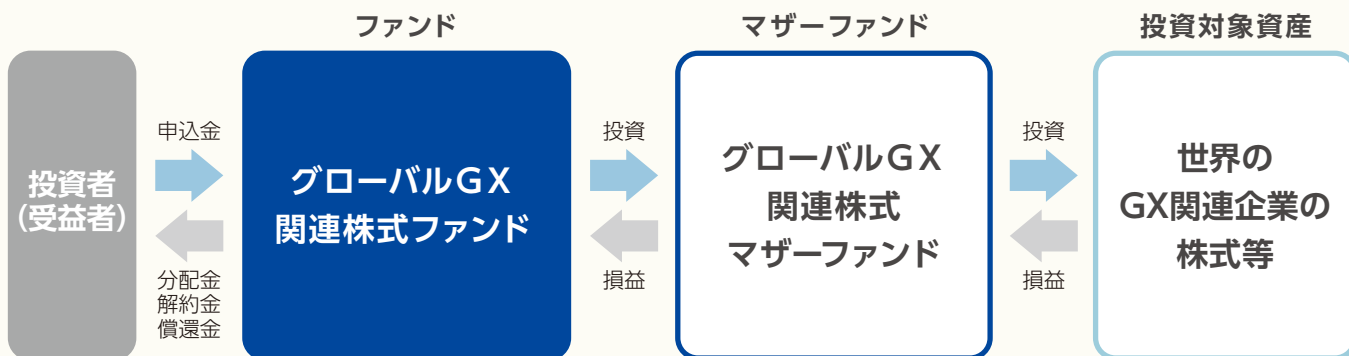 ファンド
マザーファンド
投資対象資産
投資者
(受益者)
申込金
分配金
解約金
償還金
グローバルGX
関連株式ファンド
投資
損益
グローバルGX
関連株式
マザーファンド
投資
損益
世界の
GX関連企業の
株式等